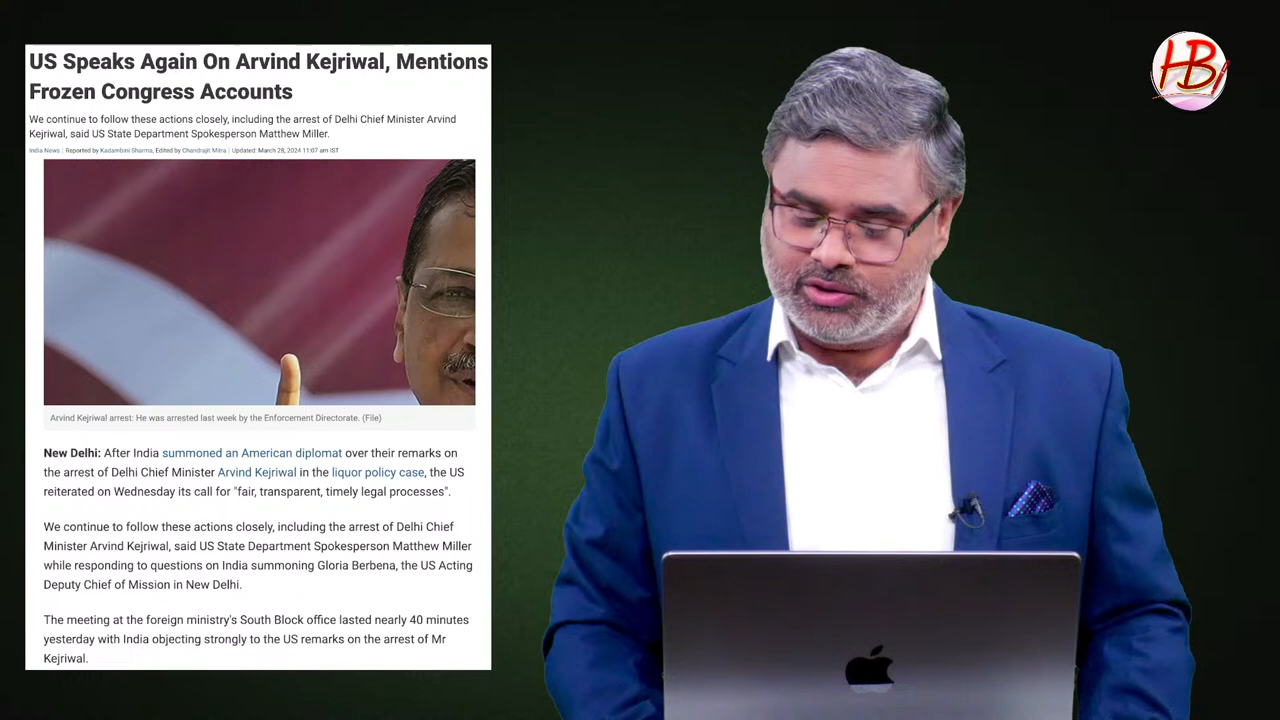 US Speaks Again On Arvind Kejriwal, Mentions
Frozen Congress Accounts
We continue to follow these actions closely, including the arrest of Delhi Chief Minister Arvind
Kejriwal, said US State Department Spokesperson Matthew Miller.
India News | Reported by Kadambini Sharma, Edited by Chandrajit Mitra | Updated: March 28, 2024 11:07 am IST
Arvind Kejriwal arrest: He was arrested last week by the Enforcement Directorate. (File)
New Delhi: After India summoned an American diplomat over their remarks on
the arrest of Delhi Chief Minister Arvind Kejriwal in the liquor policy case, the US
reiterated on Wednesday its call for "fair, transparent, timely legal processes".
We continue to follow these actions closely, including the arrest of Delhi Chief
Minister Arvind Kejriwal, said US State Department Spokesperson Matthew Miller
while responding to questions on India summoning Gloria Berbena, the US Acting
Deputy Chief of Mission in New Delhi.
The meeting at the foreign ministry's South Block office lasted nearly 40 minutes
yesterday with India objecting strongly to the US remarks on the arrest of Mr
Kejriwal.
HBI